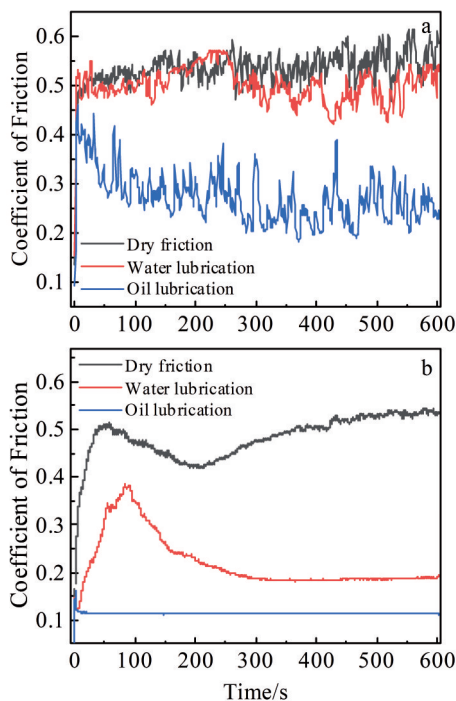 a
0.6
0.5
0.4
0.3
0.2
0.1
Coefficient of Friction
Dry friction
Water lubrication
Oil lubrication
0 100 200 300 400 500 600
b
Dry friction
Water lubrication
Oil lubrication
0.6
0.5
0.4
0.3
0.2
0.1
Coefficient of Friction
0 100 200 300 400 500 600
Time/s